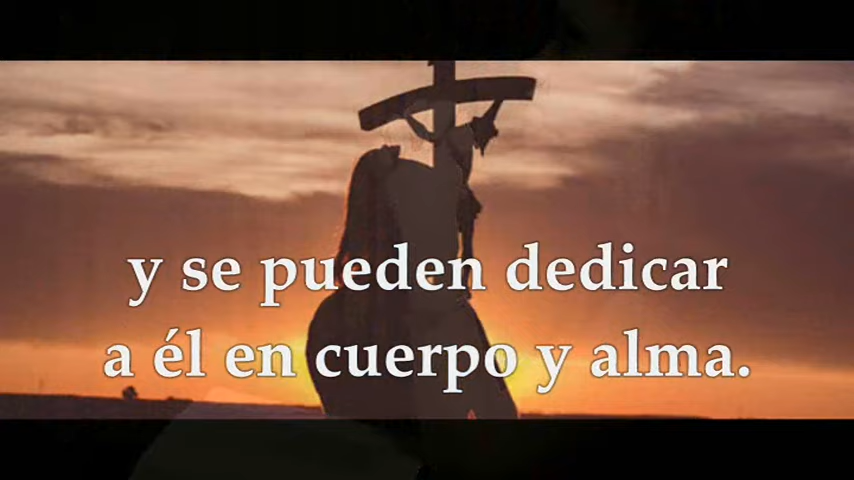 y se pueden dedicar
a él en cuerpo y alma.